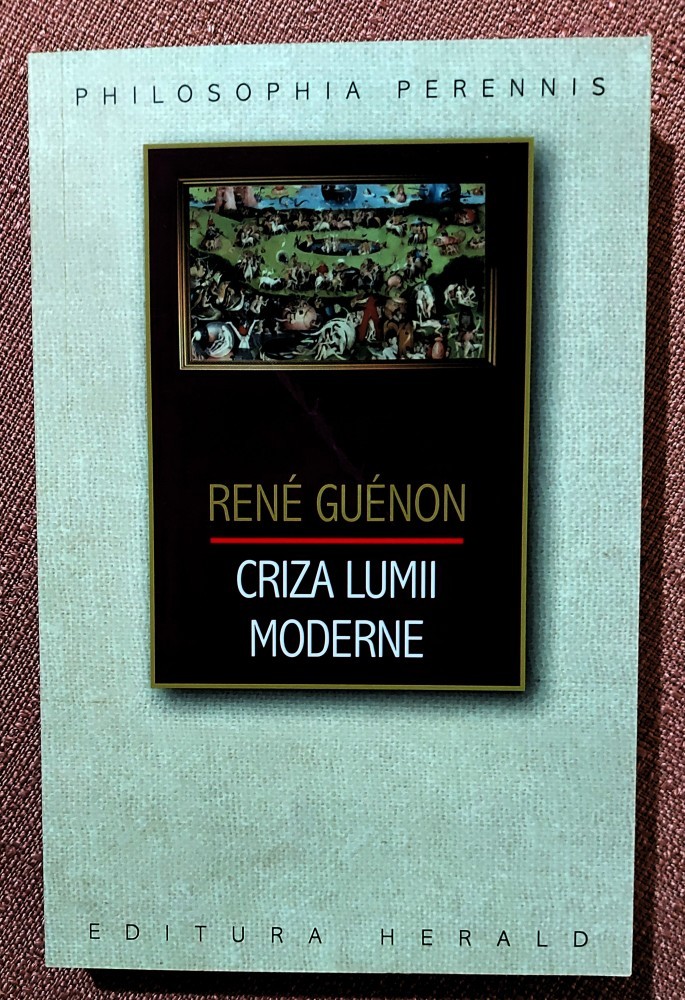 PHILOSOPHIA PERENNIS
RENÉ GUÉNON
CRIZA LUMII
MODERNE
EDITURA HERALD